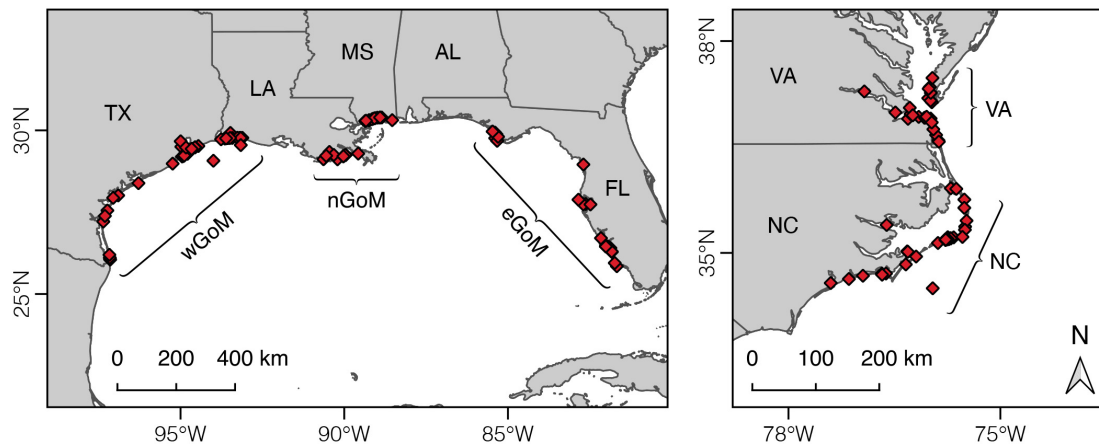 MS
AL
LA
TX
30°N
25°N
FL
wGoM
nGoM
eGoM
0 200 400 km
95°W 90°W 85°W
38°N
35°N
VA
VA
NC
NC
N
0 100 200 km
78°W 75°W